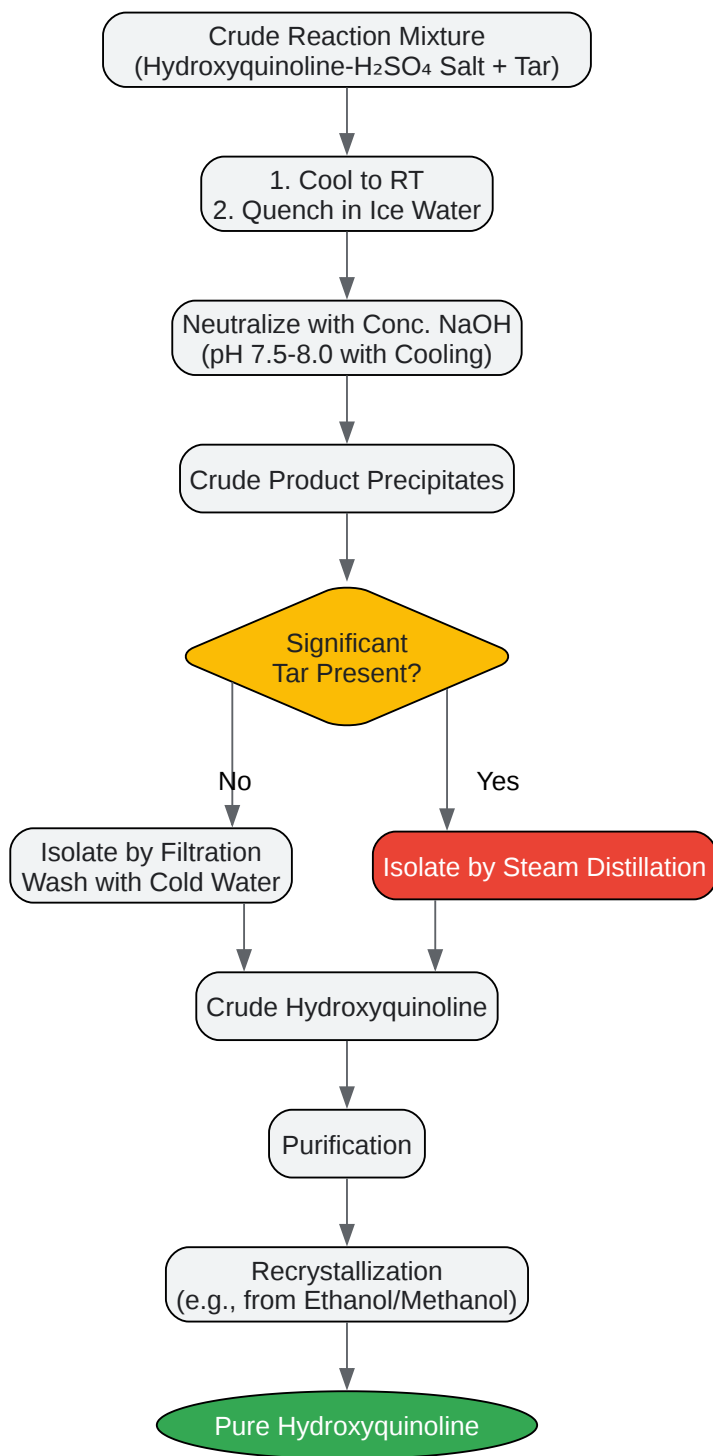 Crude Reaction Mixture
(Hydroxyquinoline-H₂SO₄ Salt + Tar)
1. Cool to RT
2. Quench in Ice Water
Neutralize with Conc. NaOH
(pH 7.5-8.0 with Cooling)
Crude Product Precipitates
Significant
Tar Present?
No
Yes
Isolate by Filtration
Wash with Cold Water
Isolate by Steam Distillation
Crude Hydroxyquinoline
Purification
Recrystallization
(e.g., from Ethanol/Methanol)
Pure Hydroxyquinoline